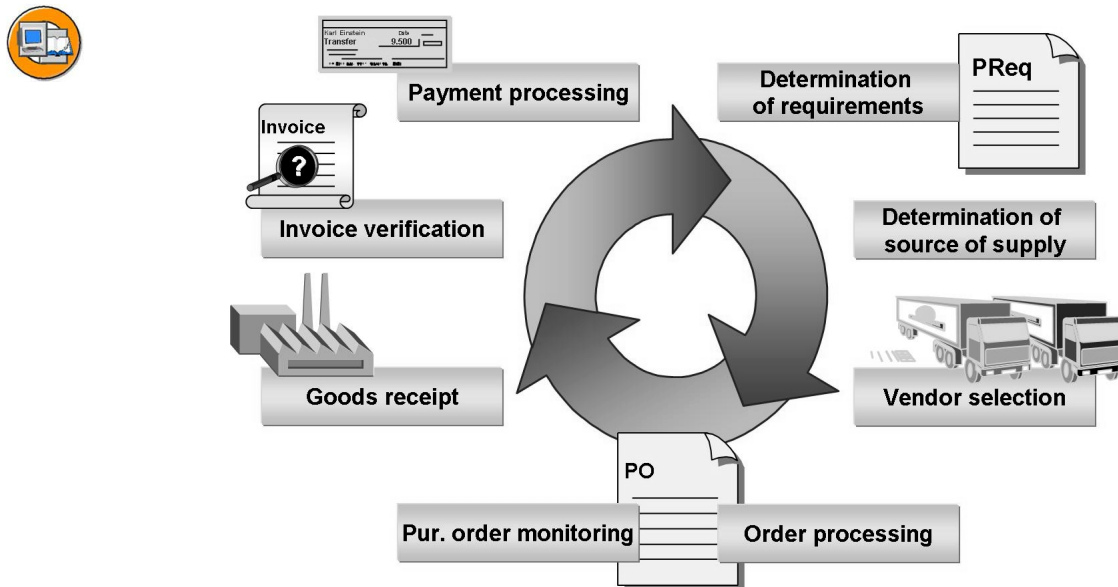 Karl Einstein
Date
Transfer
9.500
Payment processing
Determination
of requirements
PReq
Invoice
?
Invoice verification
Determination of
source of supply
Goods receipt
Vendor selection
PO
Pur. order monitoring
Order processing